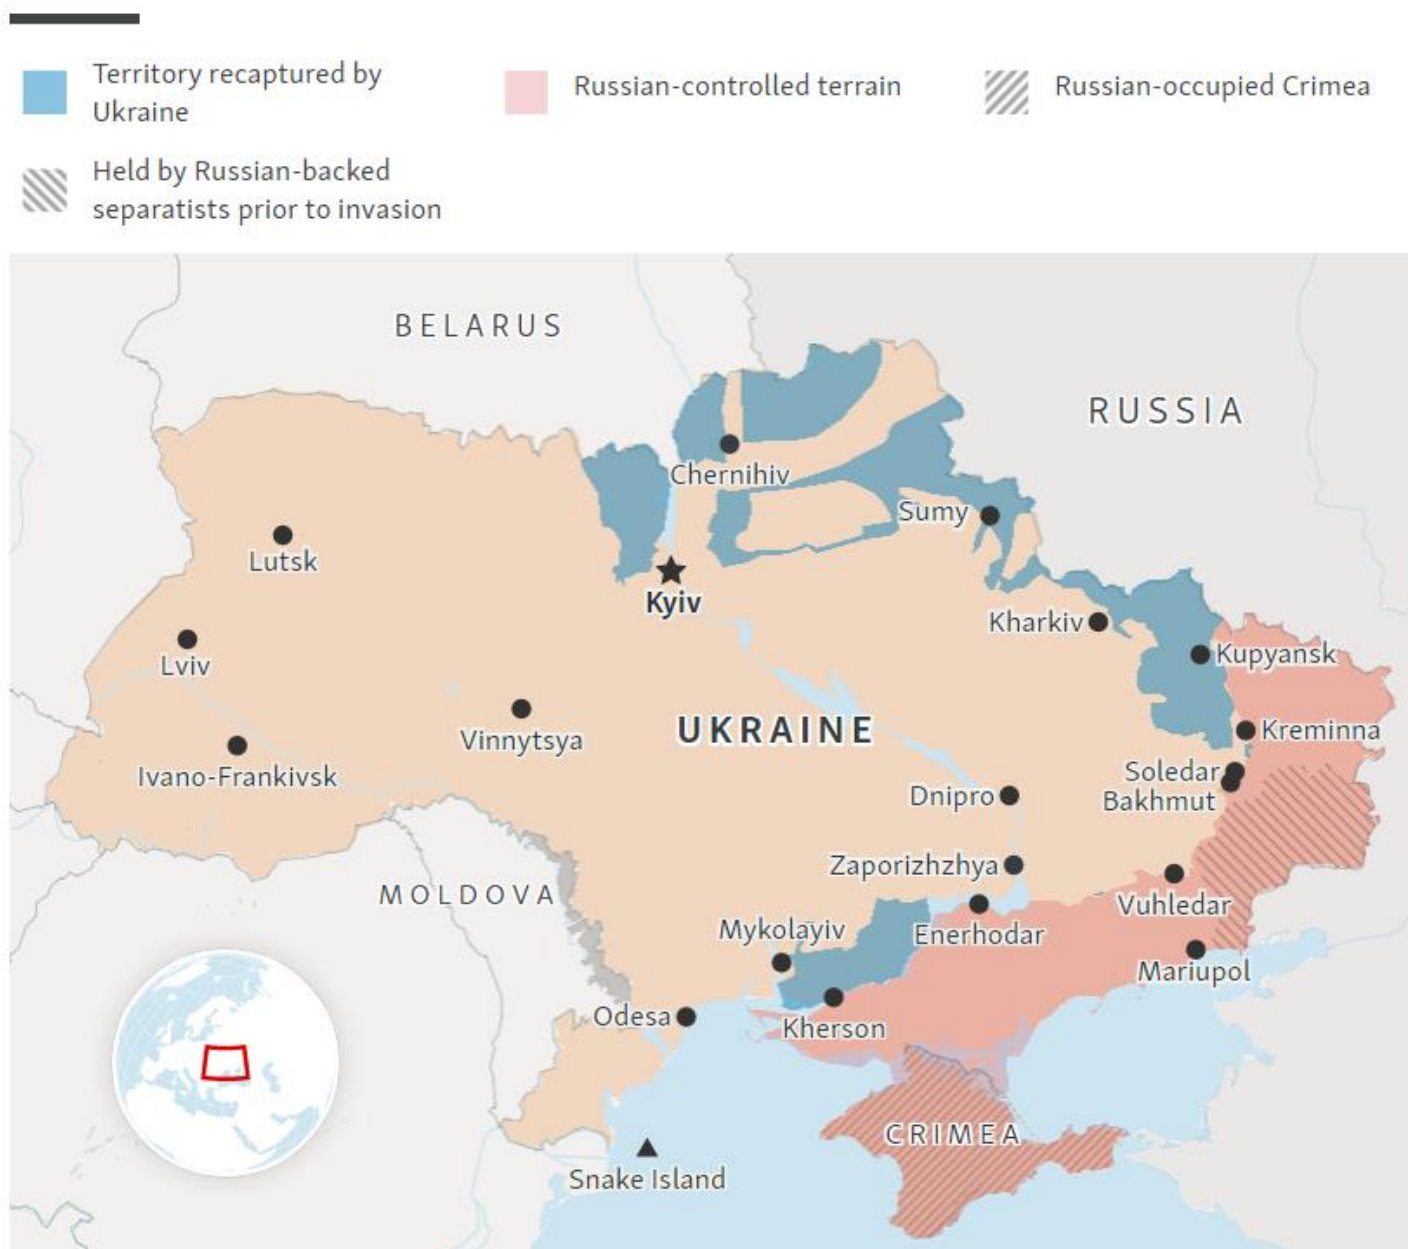 Territory recaptured by
Ukraine
Russian-controlled terrain
Russian-occupied Crimea
Held by Russian-backed
separatists prior to invasion
BELARUS
RUSSIA
Chernihiv
Sumy
Lutsk
Kyiv
Kharkiv
Lviv
Kupyansk
Vinnytsya
UKRAINE
Kreminna
Ivano-Frankivsk
Soledar
Dnipro
Bakhmut
Zaporizhzhya
MOLDOVA
Vuhledar
Mykolayiv
Enerhodar
Mariupol
Odesa
Kherson
CRIMEA
Snake Island